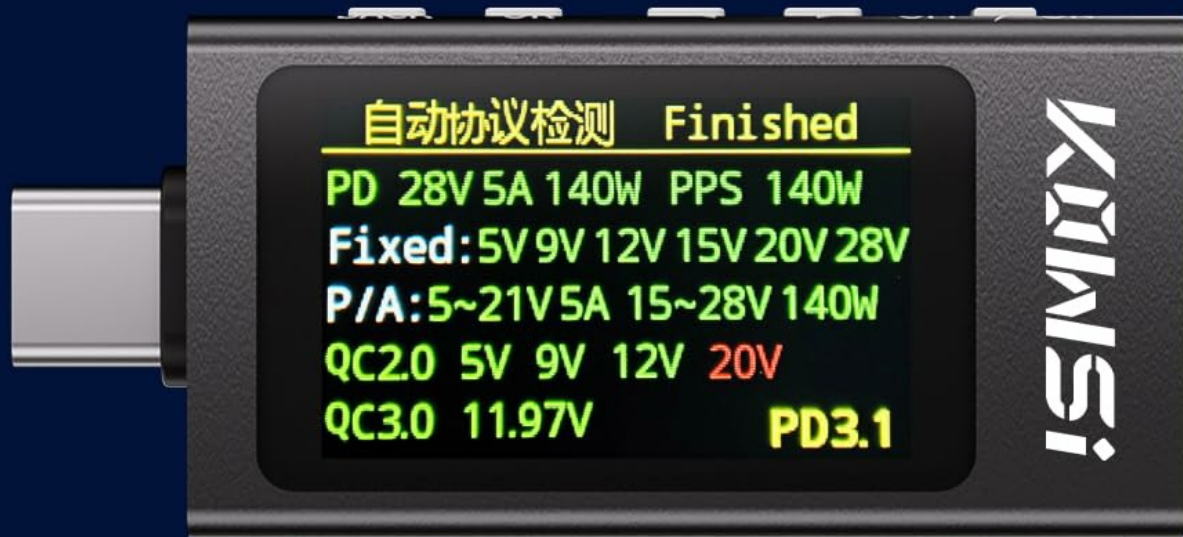 自动协议检测 Finished
PD 28V 5A 140W PPS 140W
Fixed:5V 9V 12V 15V 20V 28V
P/A:5~21V 5A 15~28V 140W
QC2.0 5V 9V 12V 20V
QC3.0 11.97V
PD3.1
KOWSi